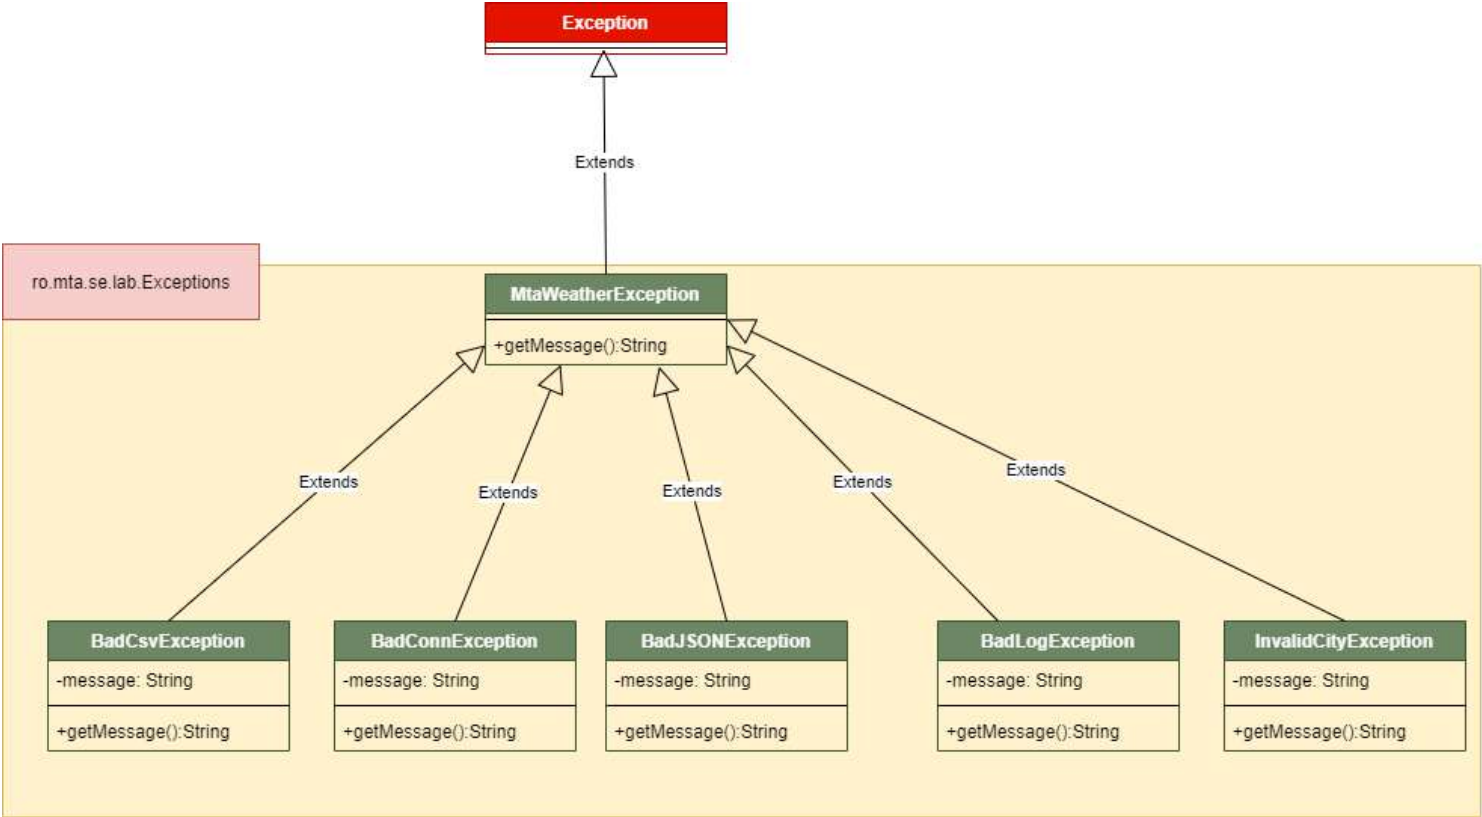 Exception
Extends
ro.mta.se.lab.Exceptions
MtaWeatherException
+getMessage():String
Extends
Extends
Extends
Extends
Extends
BadCsvException
-message: String
+getMessage():String
BadConnException
-message: String
+getMessage():String
BadJSONException
-message: String
+getMessage():String
BadLogException
-message: String
+getMessage():String
InvalidCityException
-message: String
+getMessage():String